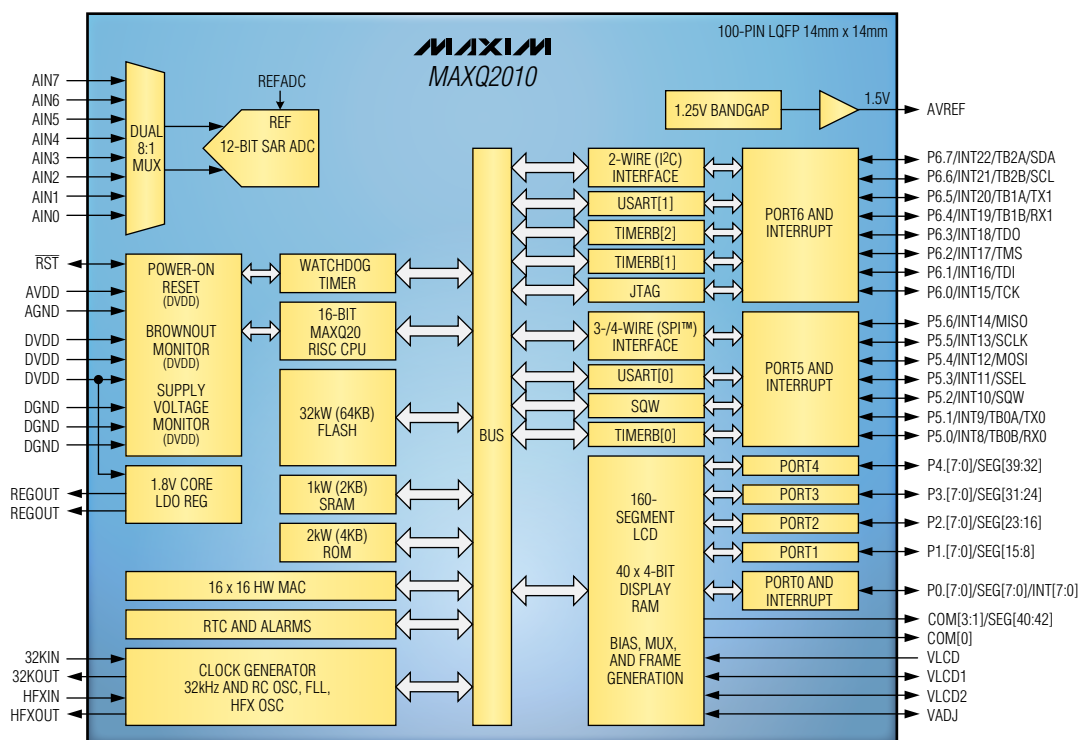 100-PIN LQFP 14mm x 14mm
MAXIM
MAXQ2010
AIN7
AIN6
AIN5
AIN4
AIN3
AIN2
AIN1
AIN0
DUAL
8:1
MUX
REFADC
REF
12-BIT SAR ADC
1.25V BANDGAP
1.5V
AVREF
RST
AVDD
AGND
DVDD
DVDD
DVDD
DGND
DGND
DGND
POWER-ON
RESET
(DVDD)
BROWNOUT
MONITOR
(DVDD)
SUPPLY
VOLTAGE
MONITOR
(DVDD)
REGOUT
REGOUT
1.8V CORE
LDO REG
WATCHDOG
TIMER
16-BIT
MAXQ20
RISC CPU
32kW (64KB)
FLASH
1kW (2KB)
SRAM
2kW (4KB)
ROM
16 x 16 HW MAC
RTC AND ALARMS
32KIN
32KOUT
HFXIN
HFXOUT
CLOCK GENERATOR
32kHz AND RC OSC, FLL,
HFX OSC
BUS
2-WIRE (I²C)
INTERFACE
USART[1]
TIMERB[2]
TIMERB[1]
JTAG
PORT6 AND
INTERRUPT
P6.7/INT22/TB2A/SDA
P6.6/INT21/TB2B/SCL
P6.5/INT20/TB1A/TX1
P6.4/INT19/TB1B/RX1
P6.3/INT18/TDO
P6.2/INT17/TMS
P6.1/INT16/TDI
P6.0/INT15/TCK
3-/4-WIRE (SPI™)
INTERFACE
USART[0]
SQW
TIMERB[0]
PORT5 AND
INTERRUPT
P5.6/INT14/MISO
P5.5/INT13/SCLK
P5.4/INT12/MOSI
P5.3/INT11/SSEL
P5.2/INT10/SQW
P5.1/INT9/TB0A/TX0
P5.0/INT8/TB0B/RX0
160-
SEGMENT
LCD
40 x 4-BIT
DISPLAY
RAM
BIAS, MUX,
AND FRAME
GENERATION
PORT4
PORT3
PORT2
PORT1
PORT0 AND
INTERRUPT
P4.[7:0]/SEG[39:32]
P3.[7:0]/SEG[31:24]
P2.[7:0]/SEG[23:16]
P1.[7:0]/SEG[15:8]
P0.[7:0]/SEG[7:0]/INT[7:0]
COM[3:1]/SEG[40:42]
COM[0]
VLCD
VLCD1
VLCD2
VADJ